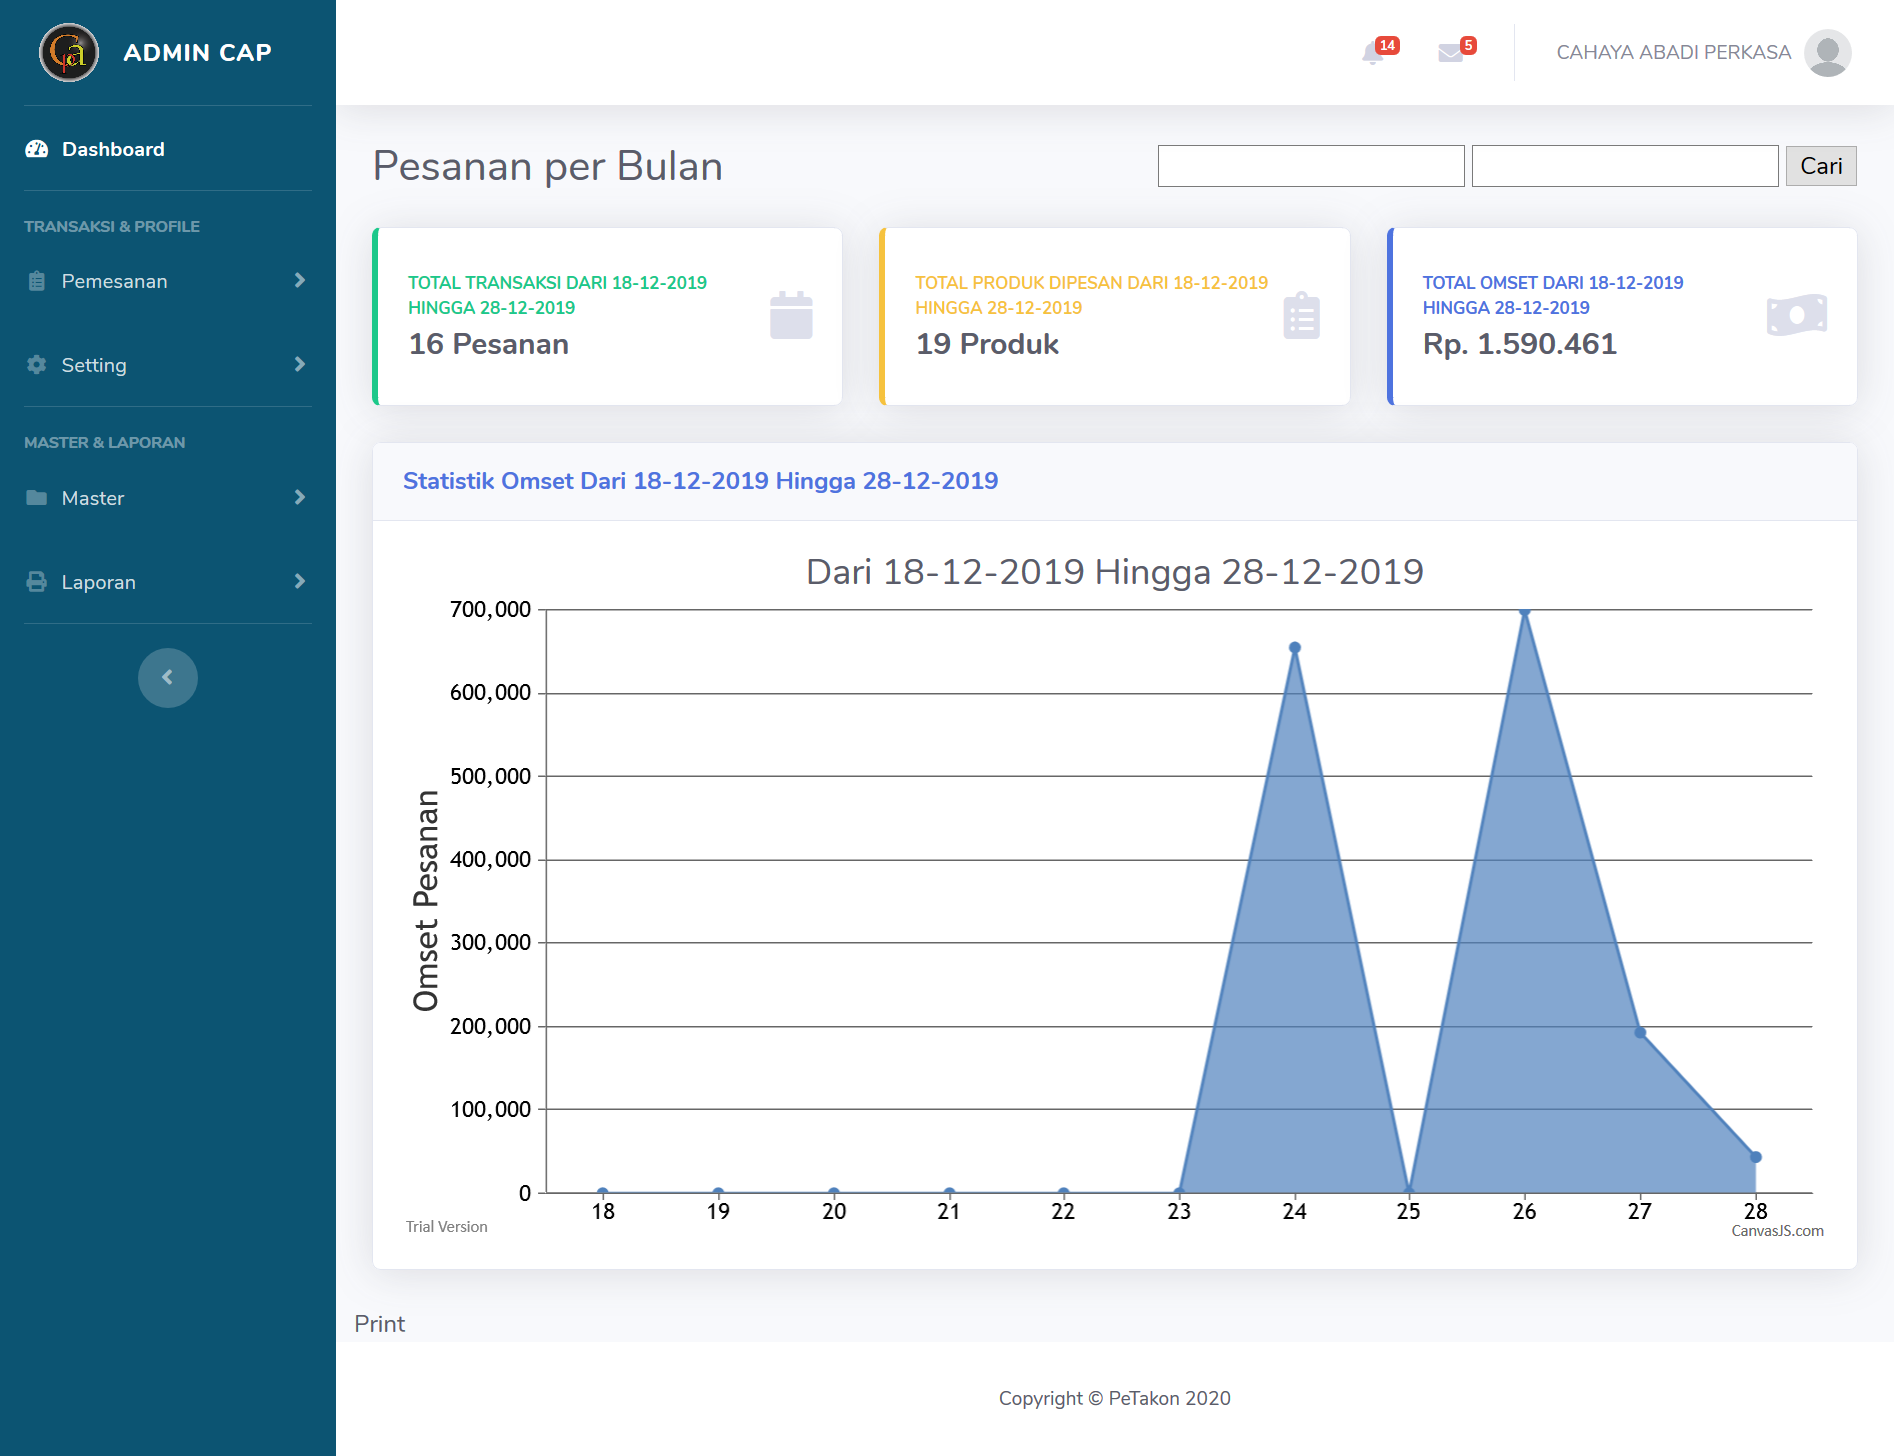 ADMIN CAP
14
5
CAHAYA ABADI PERKASA
Dashboard
TRANSAKSI & PROFILE
Pemesanan
Setting
MASTER & LAPORAN
Master
Laporan
Pesanan per Bulan
Cari
TOTAL TRANSAKSI DARI 18-12-2019
HINGGA 28-12-2019
16 Pesanan
TOTAL PRODUK DIPESAN DARI 18-12-2019
HINGGA 28-12-2019
19 Produk
TOTAL OMSET DARI 18-12-2019
HINGGA 28-12-2019
Rp. 1.590.461
Statistik Omset Dari 18-12-2019 Hingga 28-12-2019
Dari 18-12-2019 Hingga 28-12-2019
Omset Pesanan
700,000
600,000
500,000
400,000
300,000
200,000
100,000
0
18 19 20 21 22 23 24 25 26 27 28
Trial Version
CanvasJS.com
Print
Copyright © PeTakon 2020